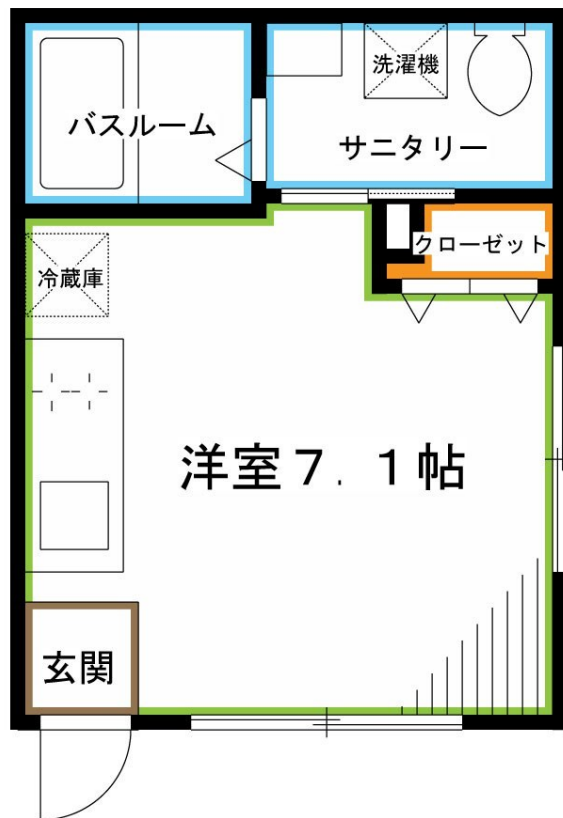 洗濯機
バスルーム
サニタリー
クローゼット
冷蔵庫
洋室7.1帖
玄関